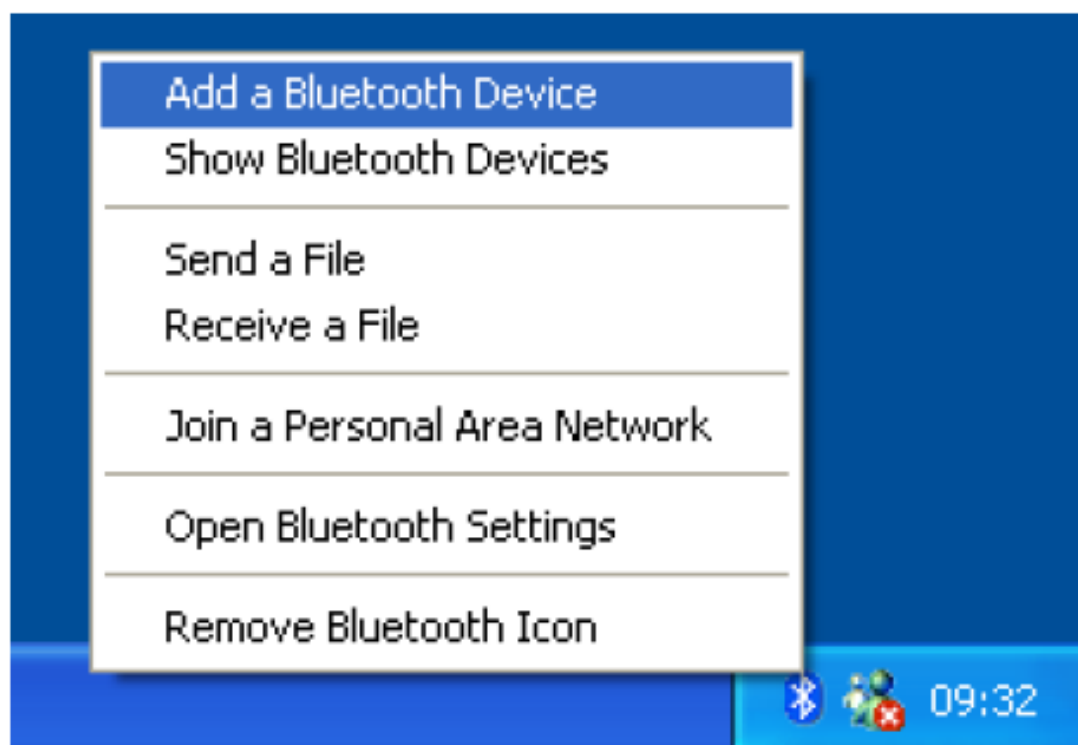 Add a Bluetooth Device
Show Bluetooth Devices
Send a File
Receive a File
Join a Personal Area Network
Open Bluetooth Settings
Remove Bluetooth Icon
09:32